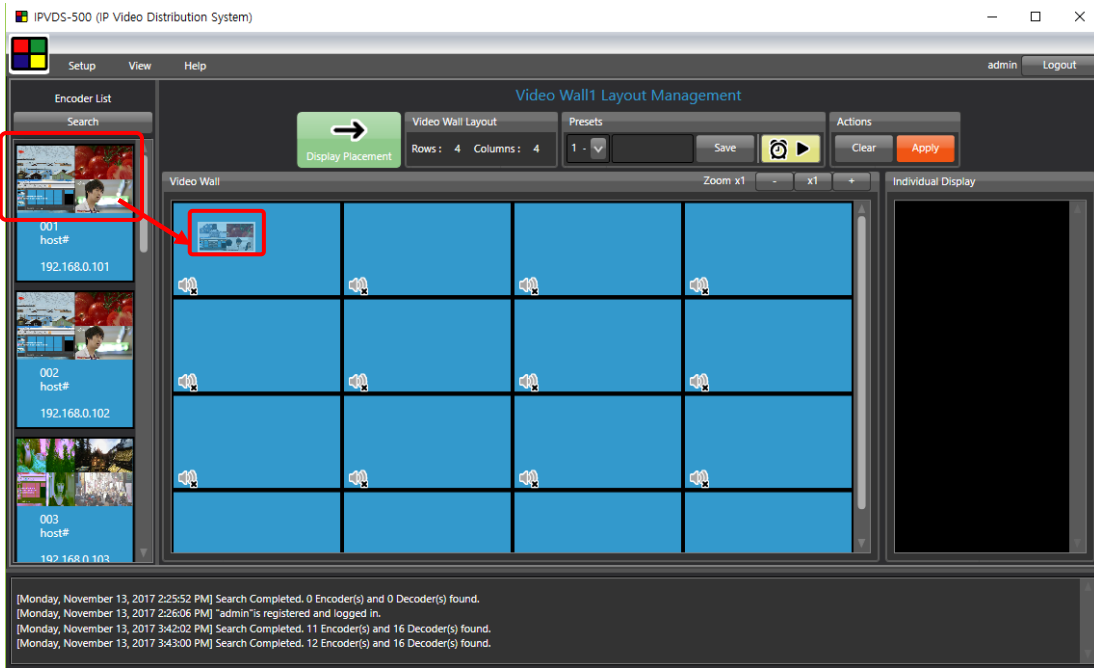 IPVDS-500 (IP Video Distribution System)
Setup View Help admin Logout
Encoder List
Search
001
host#
192.168.0.101
002
host#
192.168.0.102
003
host#
192.168.0.103
Video Wall1 Layout Management
Display Placement
Video Wall Layout
Rows : 4 Columns : 4
Presets
1 -
Save
Actions
Clear Apply
Video Wall
Zoom x1 - x1 +
Individual Display
[Monday, November 13, 2017 2:25:52 PM] Search Completed. 0 Encoder(s) and 0 Decoder(s) found.
[Monday, November 13, 2017 2:26:06 PM] "admin"is registered and logged in.
[Monday, November 13, 2017 3:42:02 PM] Search Completed. 11 Encoder(s) and 16 Decoder(s) found.
[Monday, November 13, 2017 3:43:00 PM] Search Completed. 12 Encoder(s) and 16 Decoder(s) found.